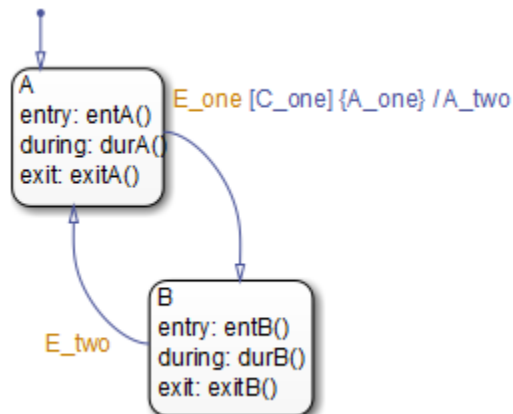 A
entry: entA()
during: durA()
exit: exitA()
E_one [C_one] {A_one} / A_two
B
entry: entB()
during: durB()
exit: exitB()
E_two